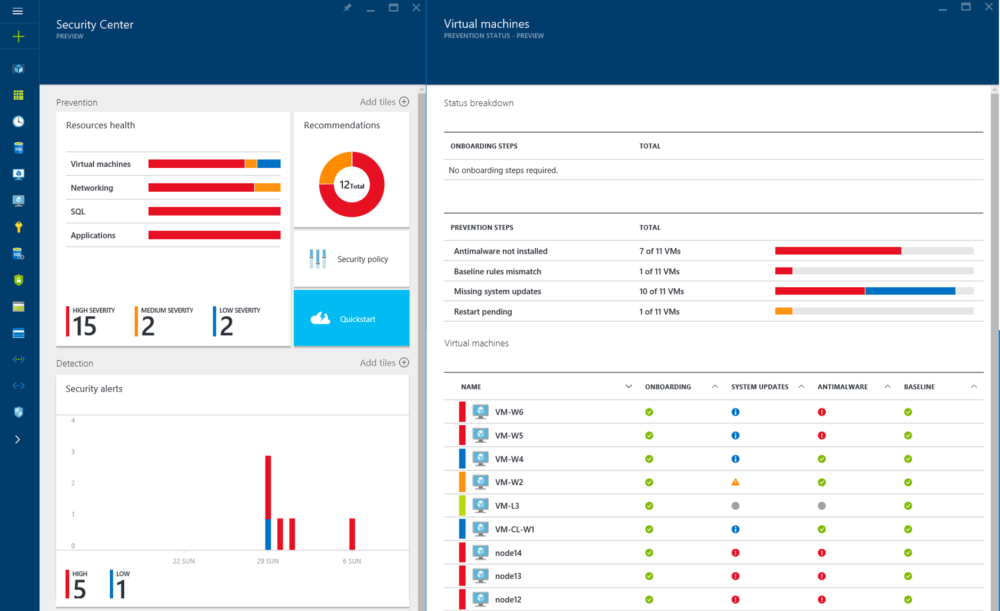 Security Center
PREVIEW
Prevention
Add tiles
Resources health
Virtual machines
Networking
SQL
Applications
HIGH SEVERITY
15
MEDIUM SEVERITY
2
LOW SEVERITY
2
Recommendations
12 Total
Security policy
Quickstart
Detection
Add tiles
Security alerts
4
3
2
1
0
22 SUN
29 SUN
6 SUN
HIGH
5
LOW
1
SQL
SQL
Virtual machines
PREVENTION STATUS - PREVIEW
Status breakdown
ONBOARDING STEPS TOTAL
No onboarding steps required.
PREVENTION STEPS TOTAL
Antimalware not installed 7 of 11 VMs
Baseline rules mismatch 1 of 11 VMs
Missing system updates 10 of 11 VMs
Restart pending 1 of 11 VMs
Virtual machines
NAME ONBOARDING SYSTEM UPDATES ANTIMALWARE BASELINE
VM-W6
VM-W5
VM-W4
VM-W2
VM-L3
VM-CL-W1
node14
node13
node12